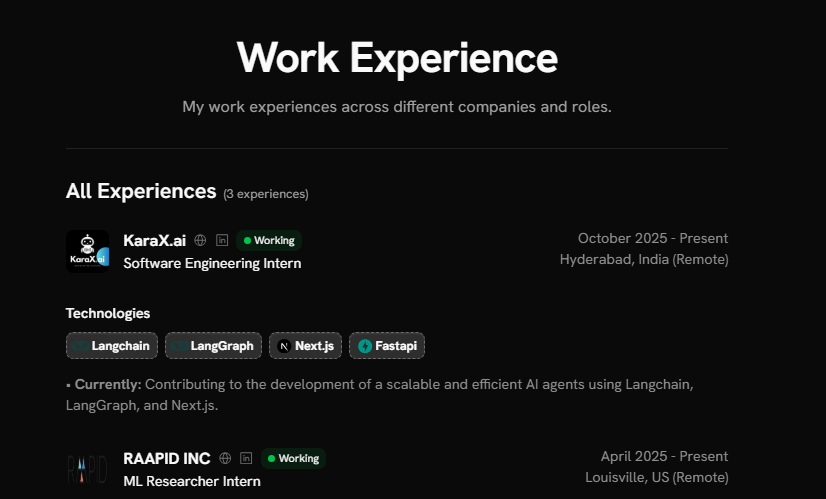 Work Experience
My work experiences across different companies and roles.
All Experiences (3 experiences)
KaraX.ai
KaraX.ai in Working
October 2025 - Present
Software Engineering Intern
Hyderabad, India (Remote)
Technologies
Langchain LangGraph N Next.js Fastapi
▪ Currently: Contributing to the development of a scalable and efficient AI agents using Langchain,
LangGraph, and Next.js.
RAAPID
RAAPID INC in Working
April 2025 - Present
ML Researcher Intern
Louisville, US (Remote)